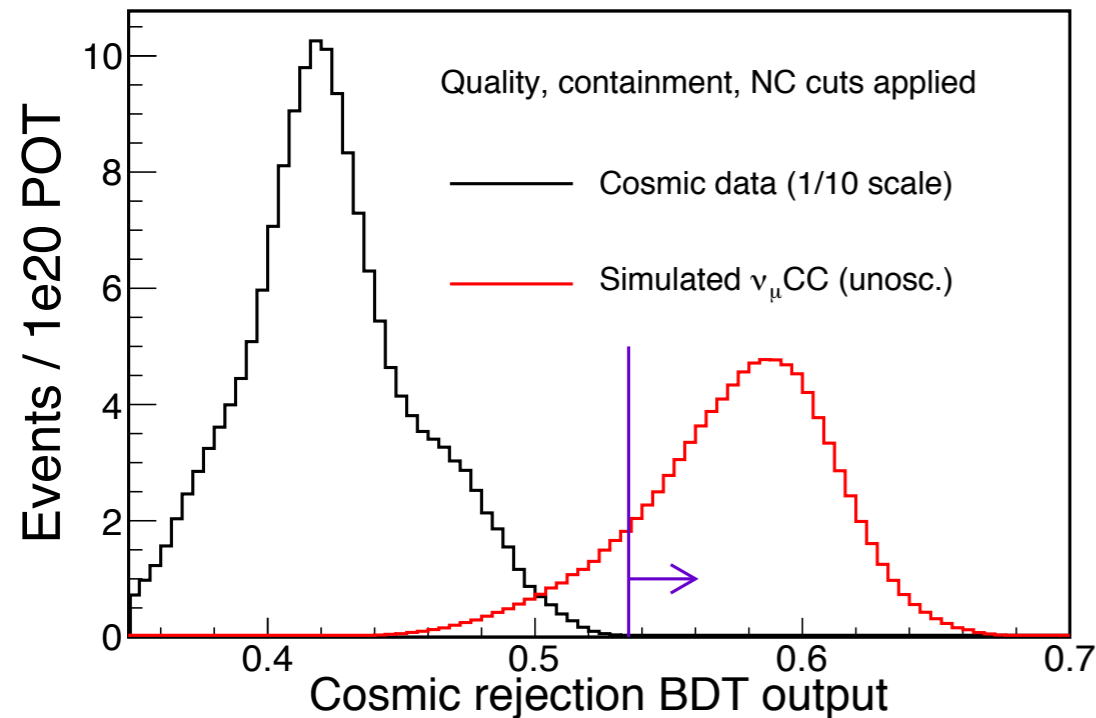 Events / 1e20 POT
10
8
6
4
2
0
Quality, containment, NC cuts applied
Cosmic data (1/10 scale)
Simulated νμCC (unosc.)
0.4 0.5 0.6 0.7
Cosmic rejection BDT output